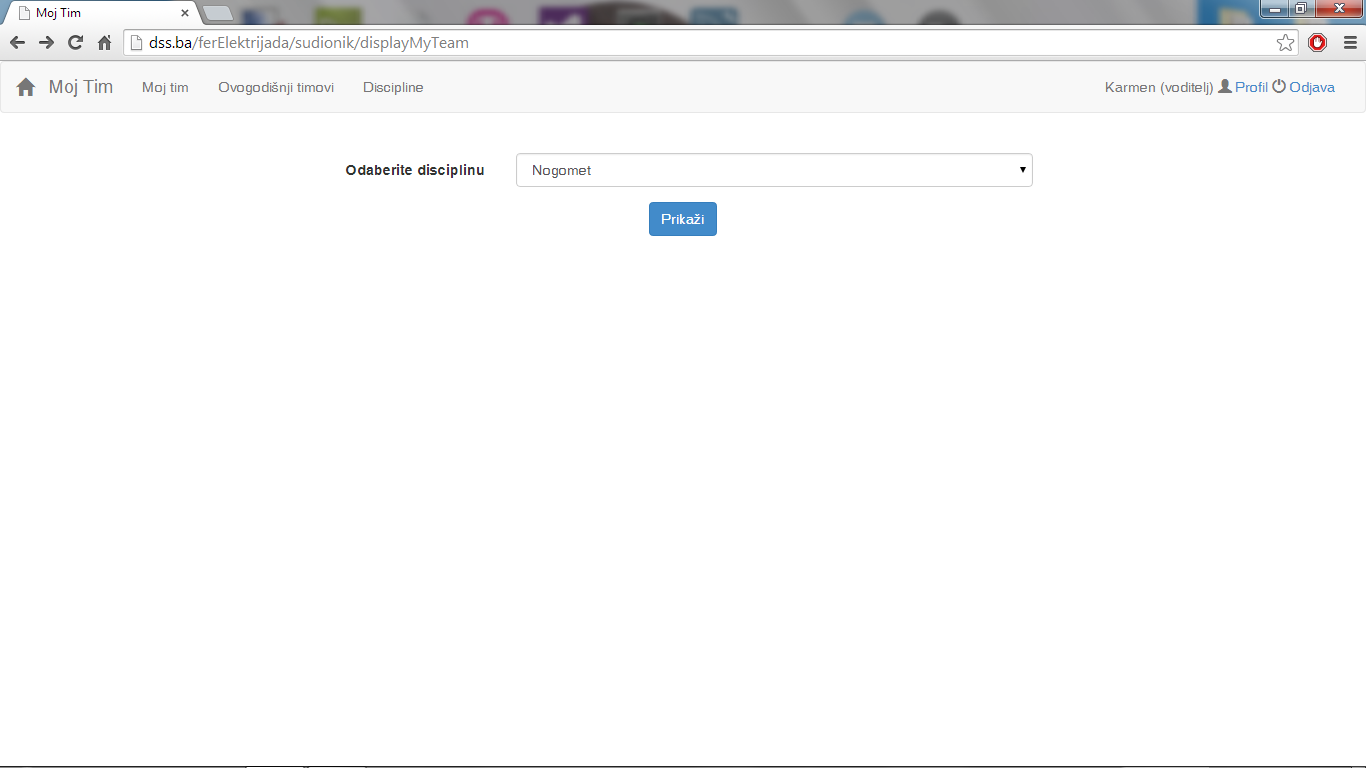 Moj Tim
dss.ba/ferElektrijada/sudionik/displayMyTeam
Moj Tim Moj tim Ovogodišnji timovi Discipline Karmen (voditelj) Profil Odjava
Odaberite disciplinu Nogomet
Prikaži